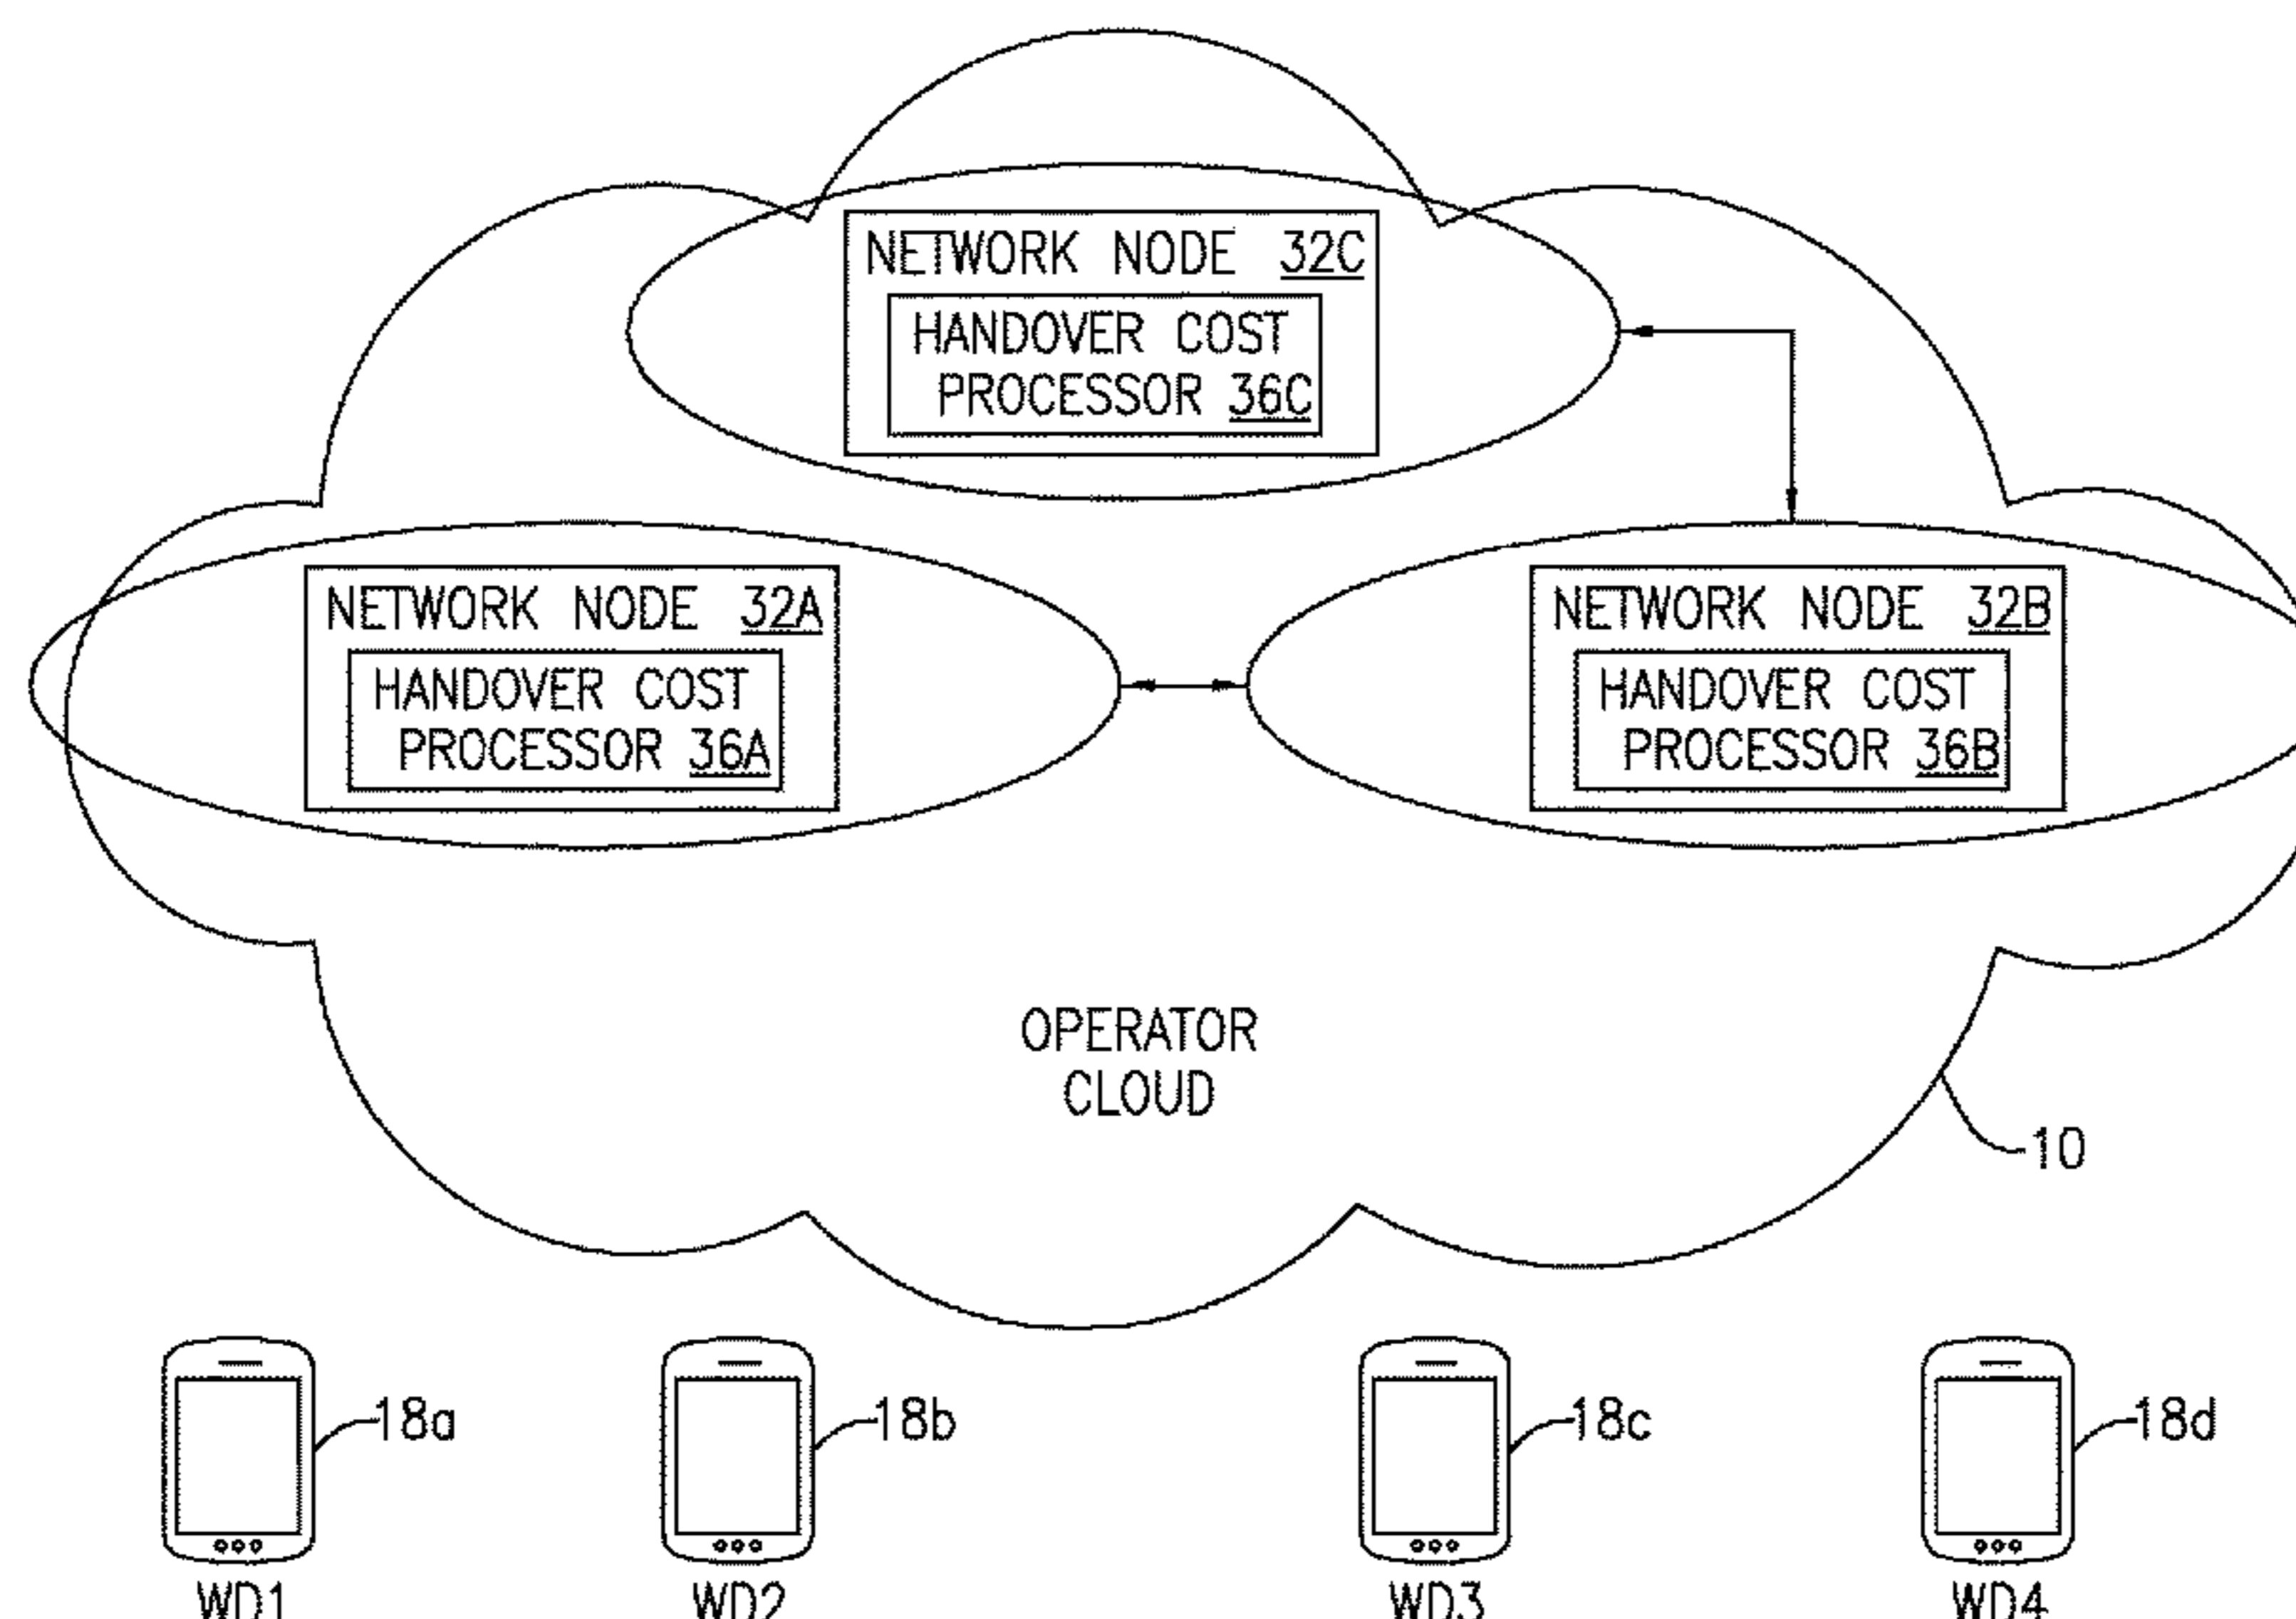 NETWORK NODE 32C
HANDOVER COST
PROCESSOR 36C
NETWORK NODE 32A
HANDOVER COST
PROCESSOR 36A
NETWORK NODE 32B
HANDOVER COST
PROCESSOR 36B
OPERATOR
CLOUD
10
18a
18b
18c
18d
WD1
WD2
WD3
WD4